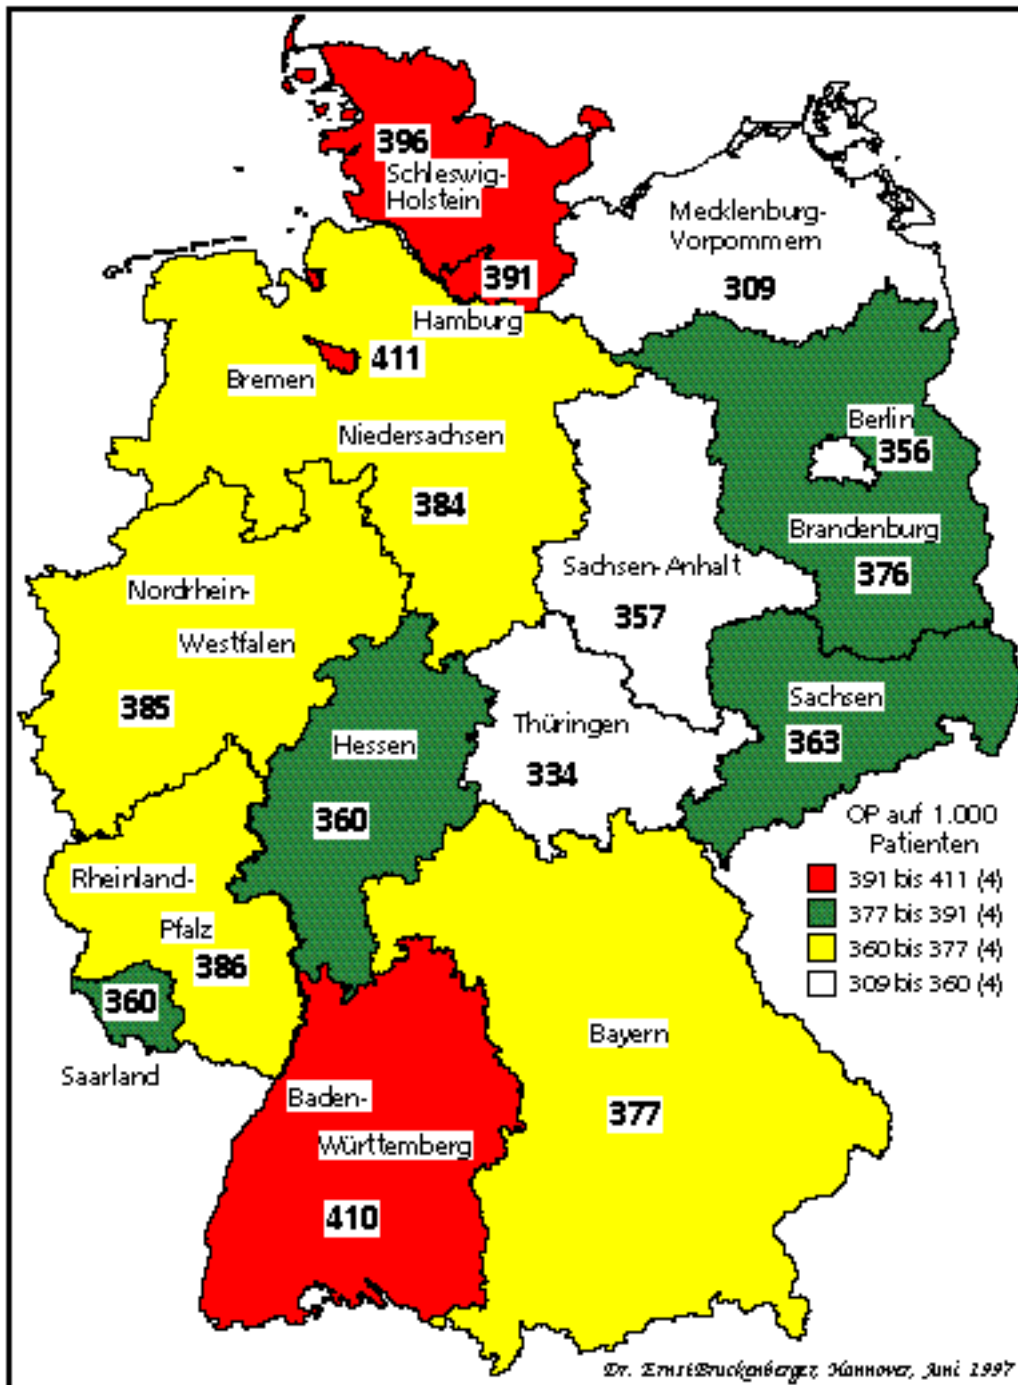 396
Schleswig-
Holstein
Mecklenburg-
Vorpommern
309
391
Hamburg
411
Bremen
Niedersachsen
384
Berlin
356
Brandenburg
376
Sachsen-Anhalt
357
Nordrhein-
Westfalen
385
Hessen
360
Thüringen
334
Sachsen
363
OP auf 1.000
Patienten
391 bis 411 (4)
377 bis 391 (4)
360 bis 377 (4)
309 bis 360 (4)
Rheinland-
Pfalz
386
360
Saarland
Baden-
Württemberg
410
Bayern
377
Dr. Ernst Bruckenberger, Hannover, Juni 1997